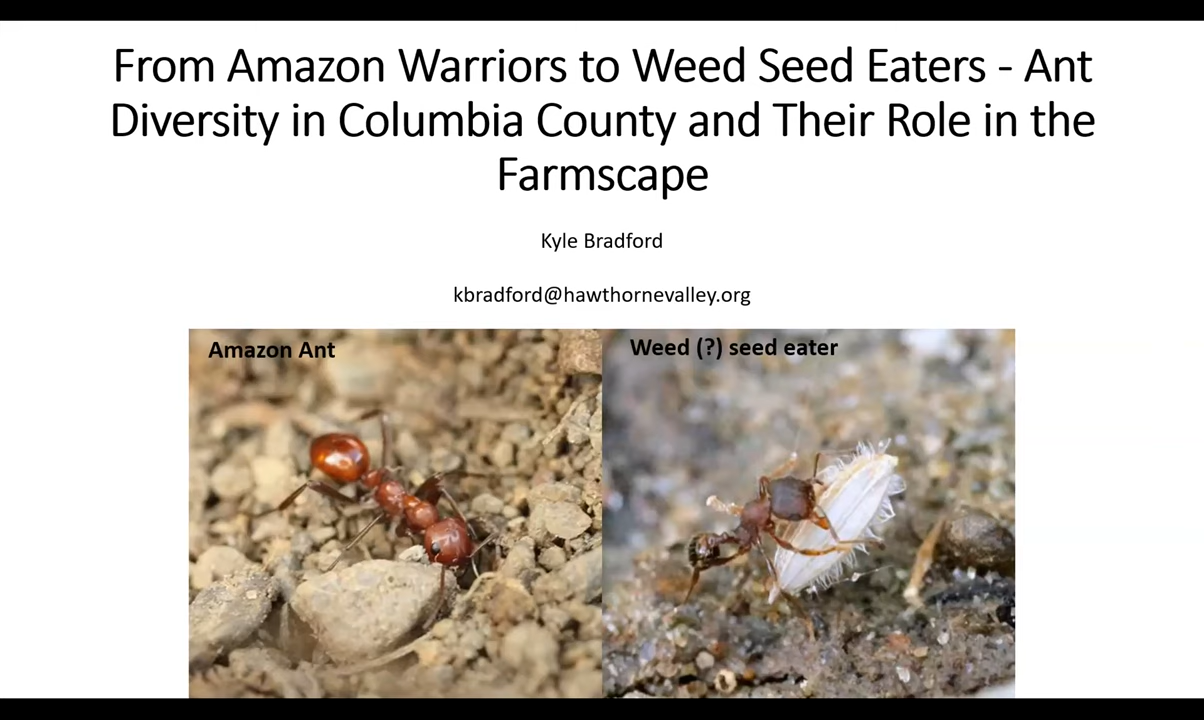 From Amazon Warriors to Weed Seed Eaters - Ant
Diversity in Columbia County and Their Role in the
Farmscape
Kyle Bradford
kbradford@hawthornevalley.org
Amazon Ant
Weed (?) seed eater